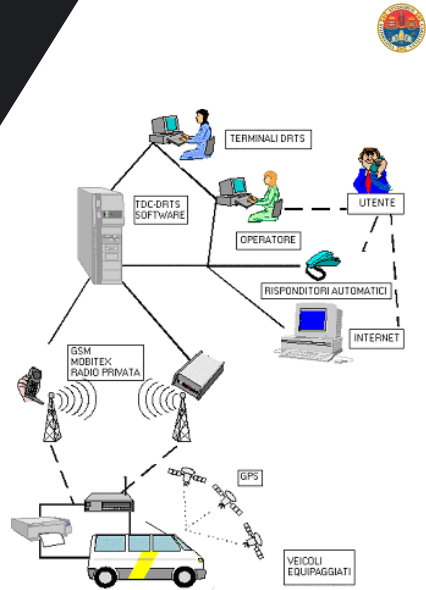 TERMINALI DRTS
TDC-DRTS
SOFTWARE
UTENTE
OPERATORE
RISPONDITORI AUTOMATICI
INTERNET
GSM
MOBITEX
RADIO PRIVATA
GPS
VEICOLI
EQUIPAGGIATI